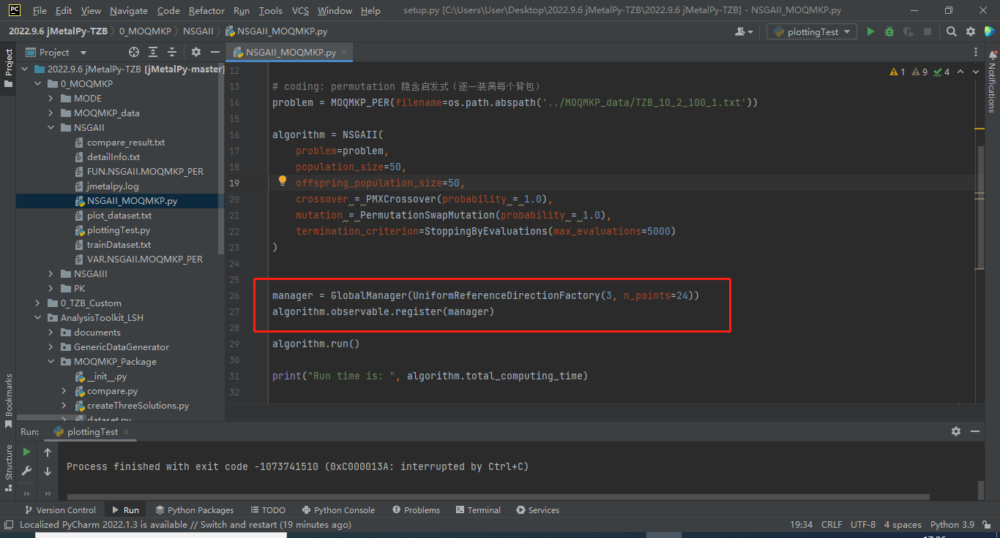 PC File Edit View Navigate Code Refactor Run Tools VCS Window Help setup.py [C:\Users\User\Desktop\2022.9.6 jMetalPy-TZB\2022.9.6 jMetalPy-TZB] - NSGAII_MOQMKP.py
2022.9.6 jMetalPy-TZB 0_MOQMKP NSGAII NSGAII_MOQMKP.py plottingTest
Project
Project
NSGAII_MOQMKP.py
Notifications
2022.9.6 jMetalPy-TZB [jMetalPy-master]
0_MOQMKP
MODE
MOQMKP_data
NSGAII
compare_result.txt
detailInfo.txt
FUN.NSGAII.MOQMKP_PER
jmetalpy.log
NSGAII_MOQMKP.py
plot_dataset.txt
plottingTest.py
trainDataset.txt
VAR.NSGAII.MOQMKP_PER
NSGAIII
PK
0_TZB_Custom
AnalysisToolkit_LSH
documents
GenericDataGenerator
MOQMKP_Package
__init__.py
compare.py
createThreeSolutions.py
dataset.py
1 9 4
12
13 # coding: permutation 隐含启发式（逐一装满每个背包）
14 problem = MOQMKP_PER(filename=os.path.abspath('../MOQMKP_data/TZB_10_2_100_1.txt'))
15
16 algorithm = NSGAII(
17 problem=problem,
18 population_size=50,
19 offspring_population_size=50,
20 crossover = PMXCrossover(probability = 1.0),
21 mutation = PermutationSwapMutation(probability = 1.0),
22 termination_criterion=StoppingByEvaluations(max_evaluations=5000)
23 )
24
25
26 manager = GlobalManager(UniformReferenceDirectionFactory(3, n_points=24))
27 algorithm.observable.register(manager)
28
29 algorithm.run()
30
31 print("Run time is: ", algorithm.total_computing_time)
32
Bookmarks
Structure
Run: plottingTest
Process finished with exit code -1073741510 (0xC000013A: interrupted by Ctrl+C)
Version Control Run Python Packages TODO Python Console Problems Terminal Services
Localized PyCharm 2022.1.3 is available // Switch and restart (19 minutes ago) 19:34 CRLF UTF-8 4 spaces Python 3.9